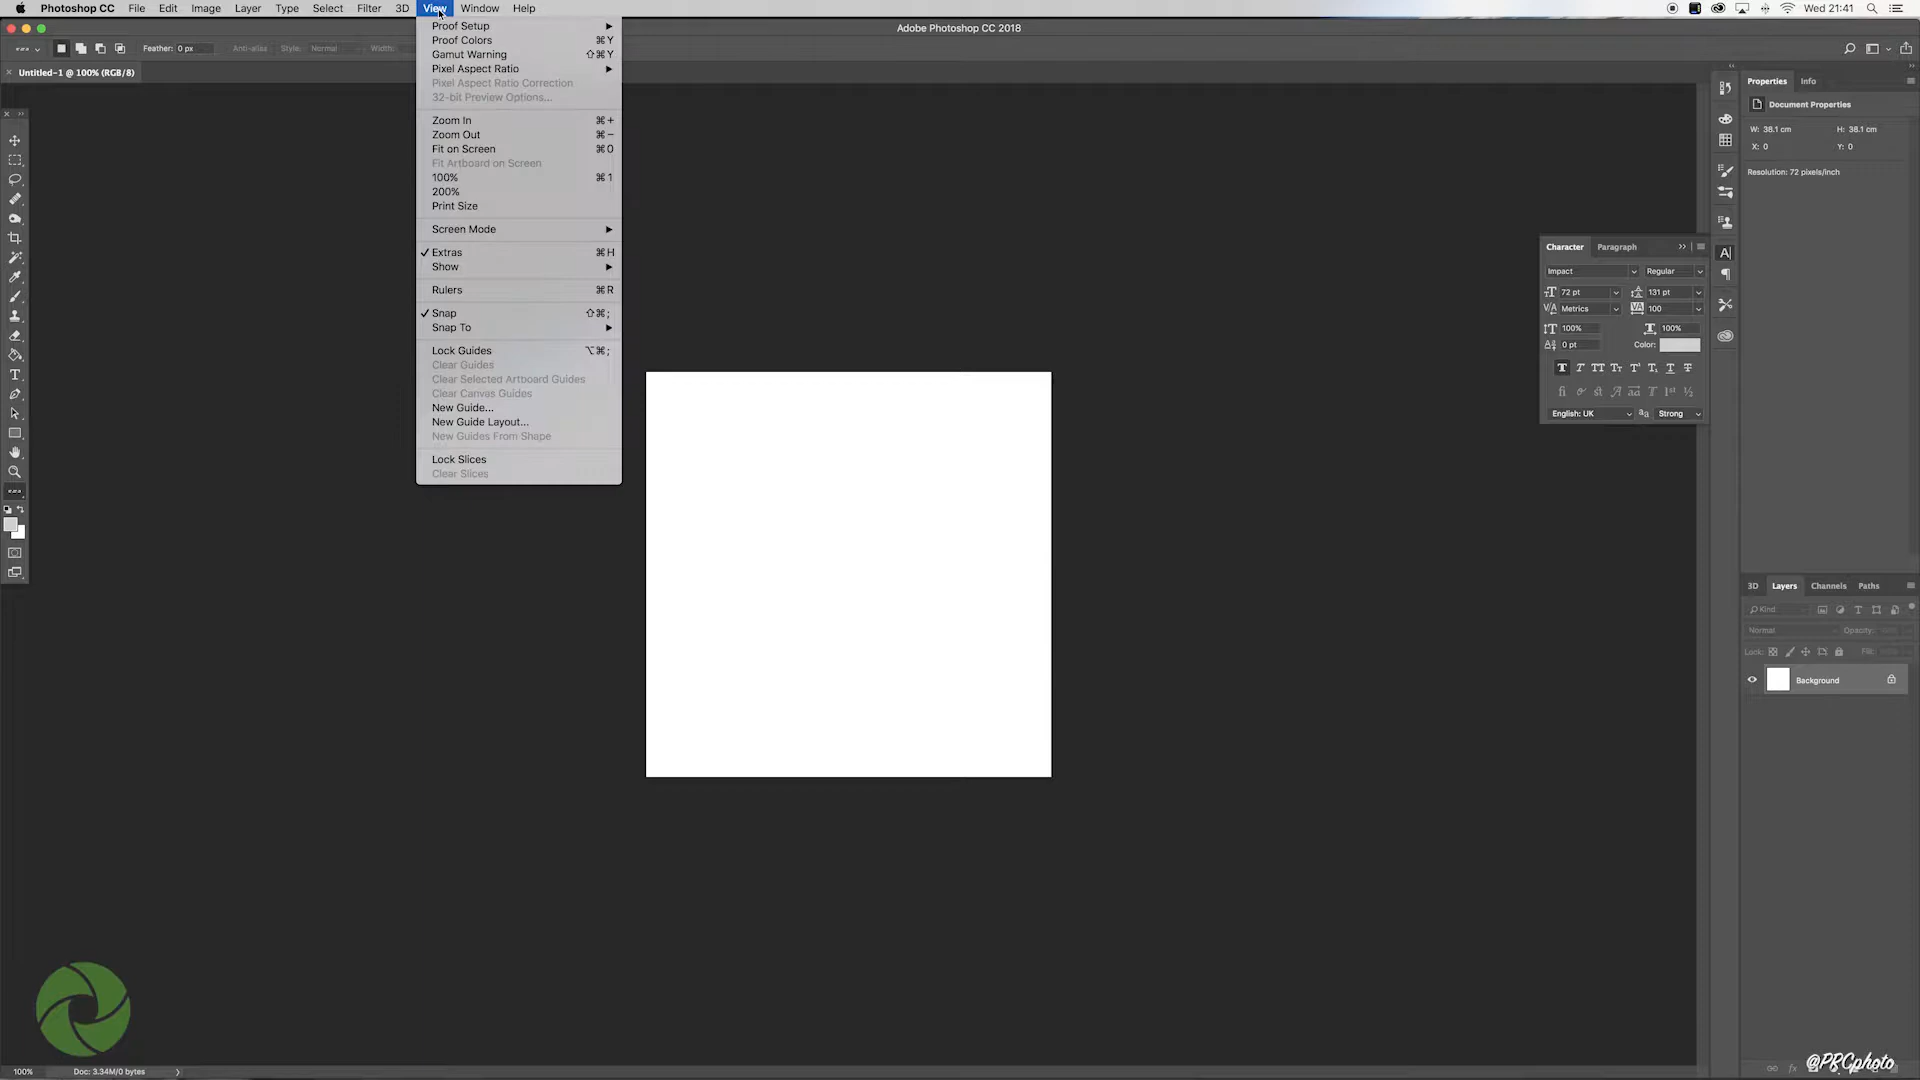 Photoshop CC File Edit Image Layer Type Select Filter 3D View Window Help Wed 21:41
Adobe Photoshop CC 2018
Feather: 0 px Anti-alias Style: Normal Width:
Untitled-1 @ 100% (RGB/8)
Proof Setup
Proof Colors ⌘Y
Gamut Warning ⇧⌘Y
Pixel Aspect Ratio
Pixel Aspect Ratio Correction
32-bit Preview Options...
Zoom In ⌘+
Zoom Out ⌘−
Fit on Screen ⌘0
Fit Artboard on Screen
100% ⌘1
200%
Print Size
Screen Mode
Extras ⌘H
Show
Rulers ⌘R
Snap ⇧⌘;
Snap To
Lock Guides ⌥⌘;
Clear Guides
Clear Selected Artboard Guides
Clear Canvas Guides
New Guide...
New Guide Layout...
New Guides From Shape
Lock Slices
Clear Slices
Properties Info
Document Properties
W: 38.1 cm H: 38.1 cm
X: 0 Y: 0
Resolution: 72 pixels/inch
Character Paragraph
Impact Regular
72 pt 131 pt
Metrics 100
100% 100%
0 pt Color:
English: UK Strong
3D Layers Channels Paths
Kind
Normal Opacity:
Lock: Fill:
Background
100% Doc: 3.34M/0 bytes
@PRCphoto